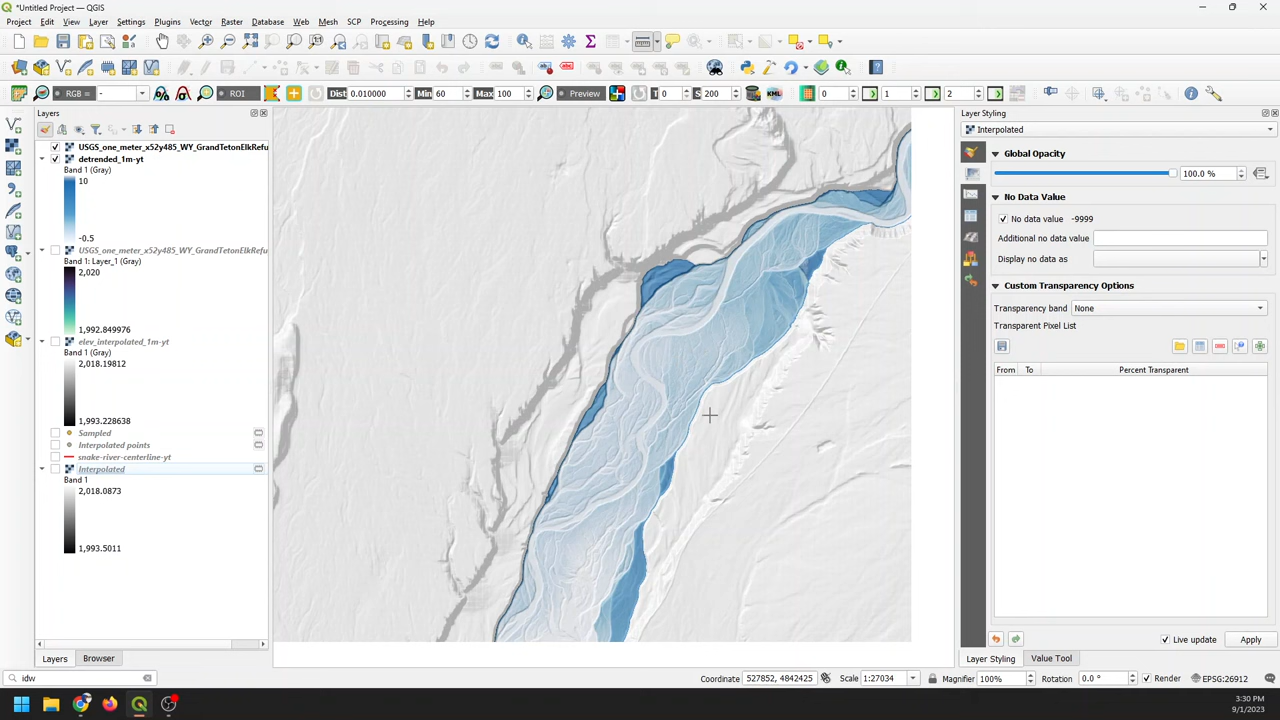 *Untitled Project — QGIS
Project Edit View Layer Settings Plugins Vector Raster Database Web Mesh SCP Processing Help
RGB = - ROI Dist 0.010000 Min 60 Max 100 Preview T 0 S 200 KML 0 1 2
Layers
USGS_one_meter_x52y485_WY_GrandTetonElkRefu
detrended_1m-yt
Band 1 (Gray)
10
-0.5
USGS_one_meter_x52y485_WY_GrandTetonElkRefu
Band 1: Layer_1 (Gray)
2,020
1,992.849976
elev_interpolated_1m-yt
Band 1 (Gray)
2,018.19812
1,993.228638
Sampled
Interpolated points
snake-river-centerline-yt
Interpolated
Band 1
2,018.0873
1,993.5011
Layers Browser
Layer Styling
Interpolated
Global Opacity
100.0 %
No Data Value
No data value -9999
Additional no data value
Display no data as
Custom Transparency Options
Transparency band None
Transparent Pixel List
From To Percent Transparent
Live update Apply
Layer Styling Value Tool
idw Coordinate 527852, 4842425 Scale 1:27034 Magnifier 100% Rotation 0.0 ° Render EPSG:26912
3:30 PM
9/1/2023